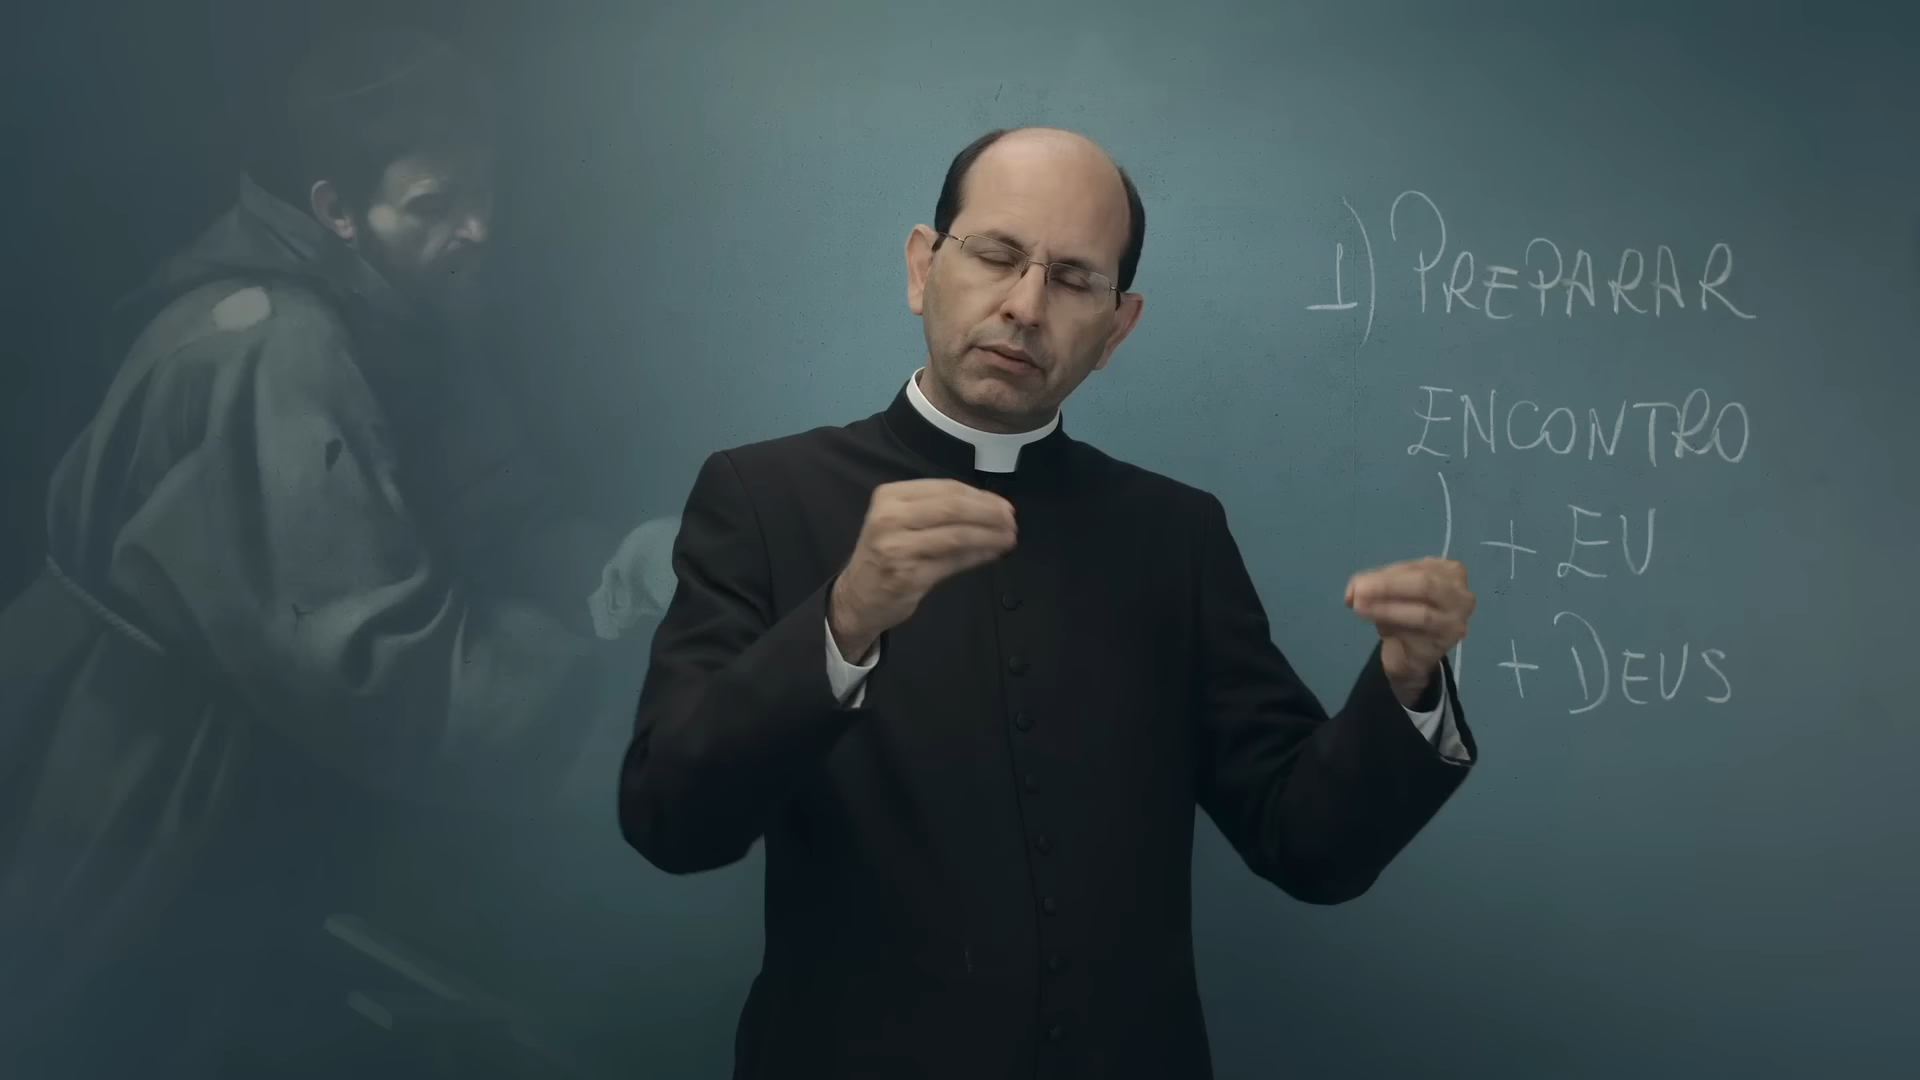 1) PREPARAR
ENCONTRO
+ EU
+ DEUS